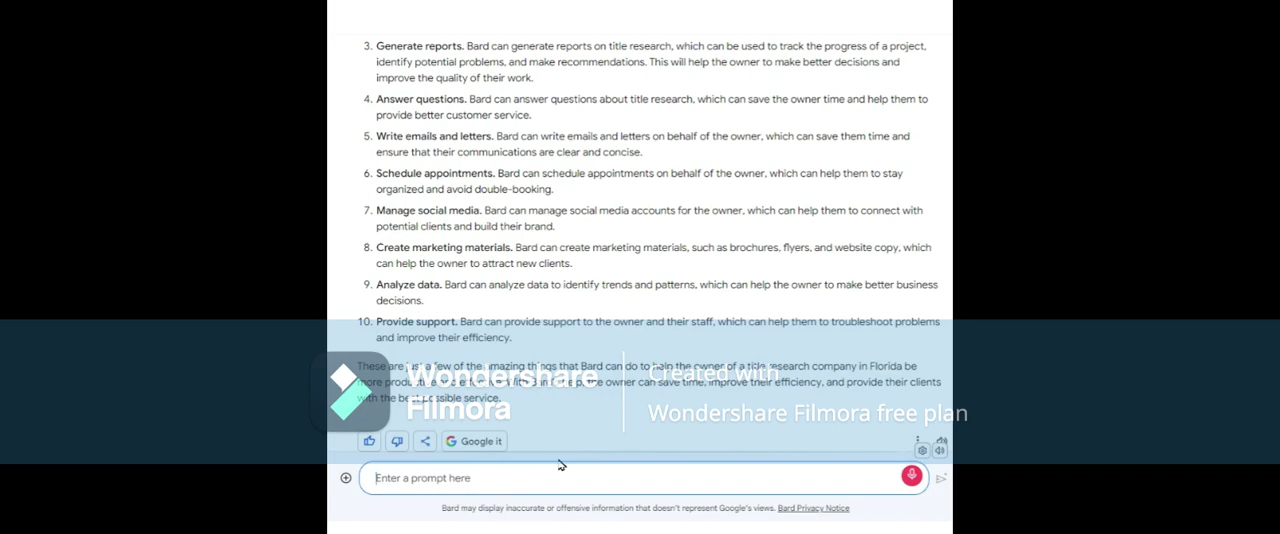 3. Generate reports. Bard can generate reports on title research, which can be used to track the progress of a project,
identify potential problems, and make recommendations. This will help the owner to make better decisions and
improve the quality of their work.
4. Answer questions. Bard can answer questions about title research, which can save the owner time and help them to
provide better customer service.
5. Write emails and letters. Bard can write emails and letters on behalf of the owner, which can save them time and
ensure that their communications are clear and concise.
6. Schedule appointments. Bard can schedule appointments on behalf of the owner, which can help them to stay
organized and avoid double-booking.
7. Manage social media. Bard can manage social media accounts for the owner, which can help them to connect with
potential clients and build their brand.
8. Create marketing materials. Bard can create marketing materials, such as brochures, flyers, and website copy, which
can help the owner to attract new clients.
9. Analyze data. Bard can analyze data to identify trends and patterns, which can help the owner to make better business
decisions.
10. Provide support. Bard can provide support to the owner and their staff, which can help them to troubleshoot problems
and improve their efficiency.
These are just a few of the amazing things that Bard can do to help the owner of a title research company in Florida be
more productive the owner can save time, improve their efficiency, and provide their clients
with the best possible service.
Wondershare
Filmora
Created with
Wondershare Filmora free plan
Google it
Enter a prompt here
Bard may display inaccurate or offensive information that doesn't represent Google's views. Bard Privacy Notice